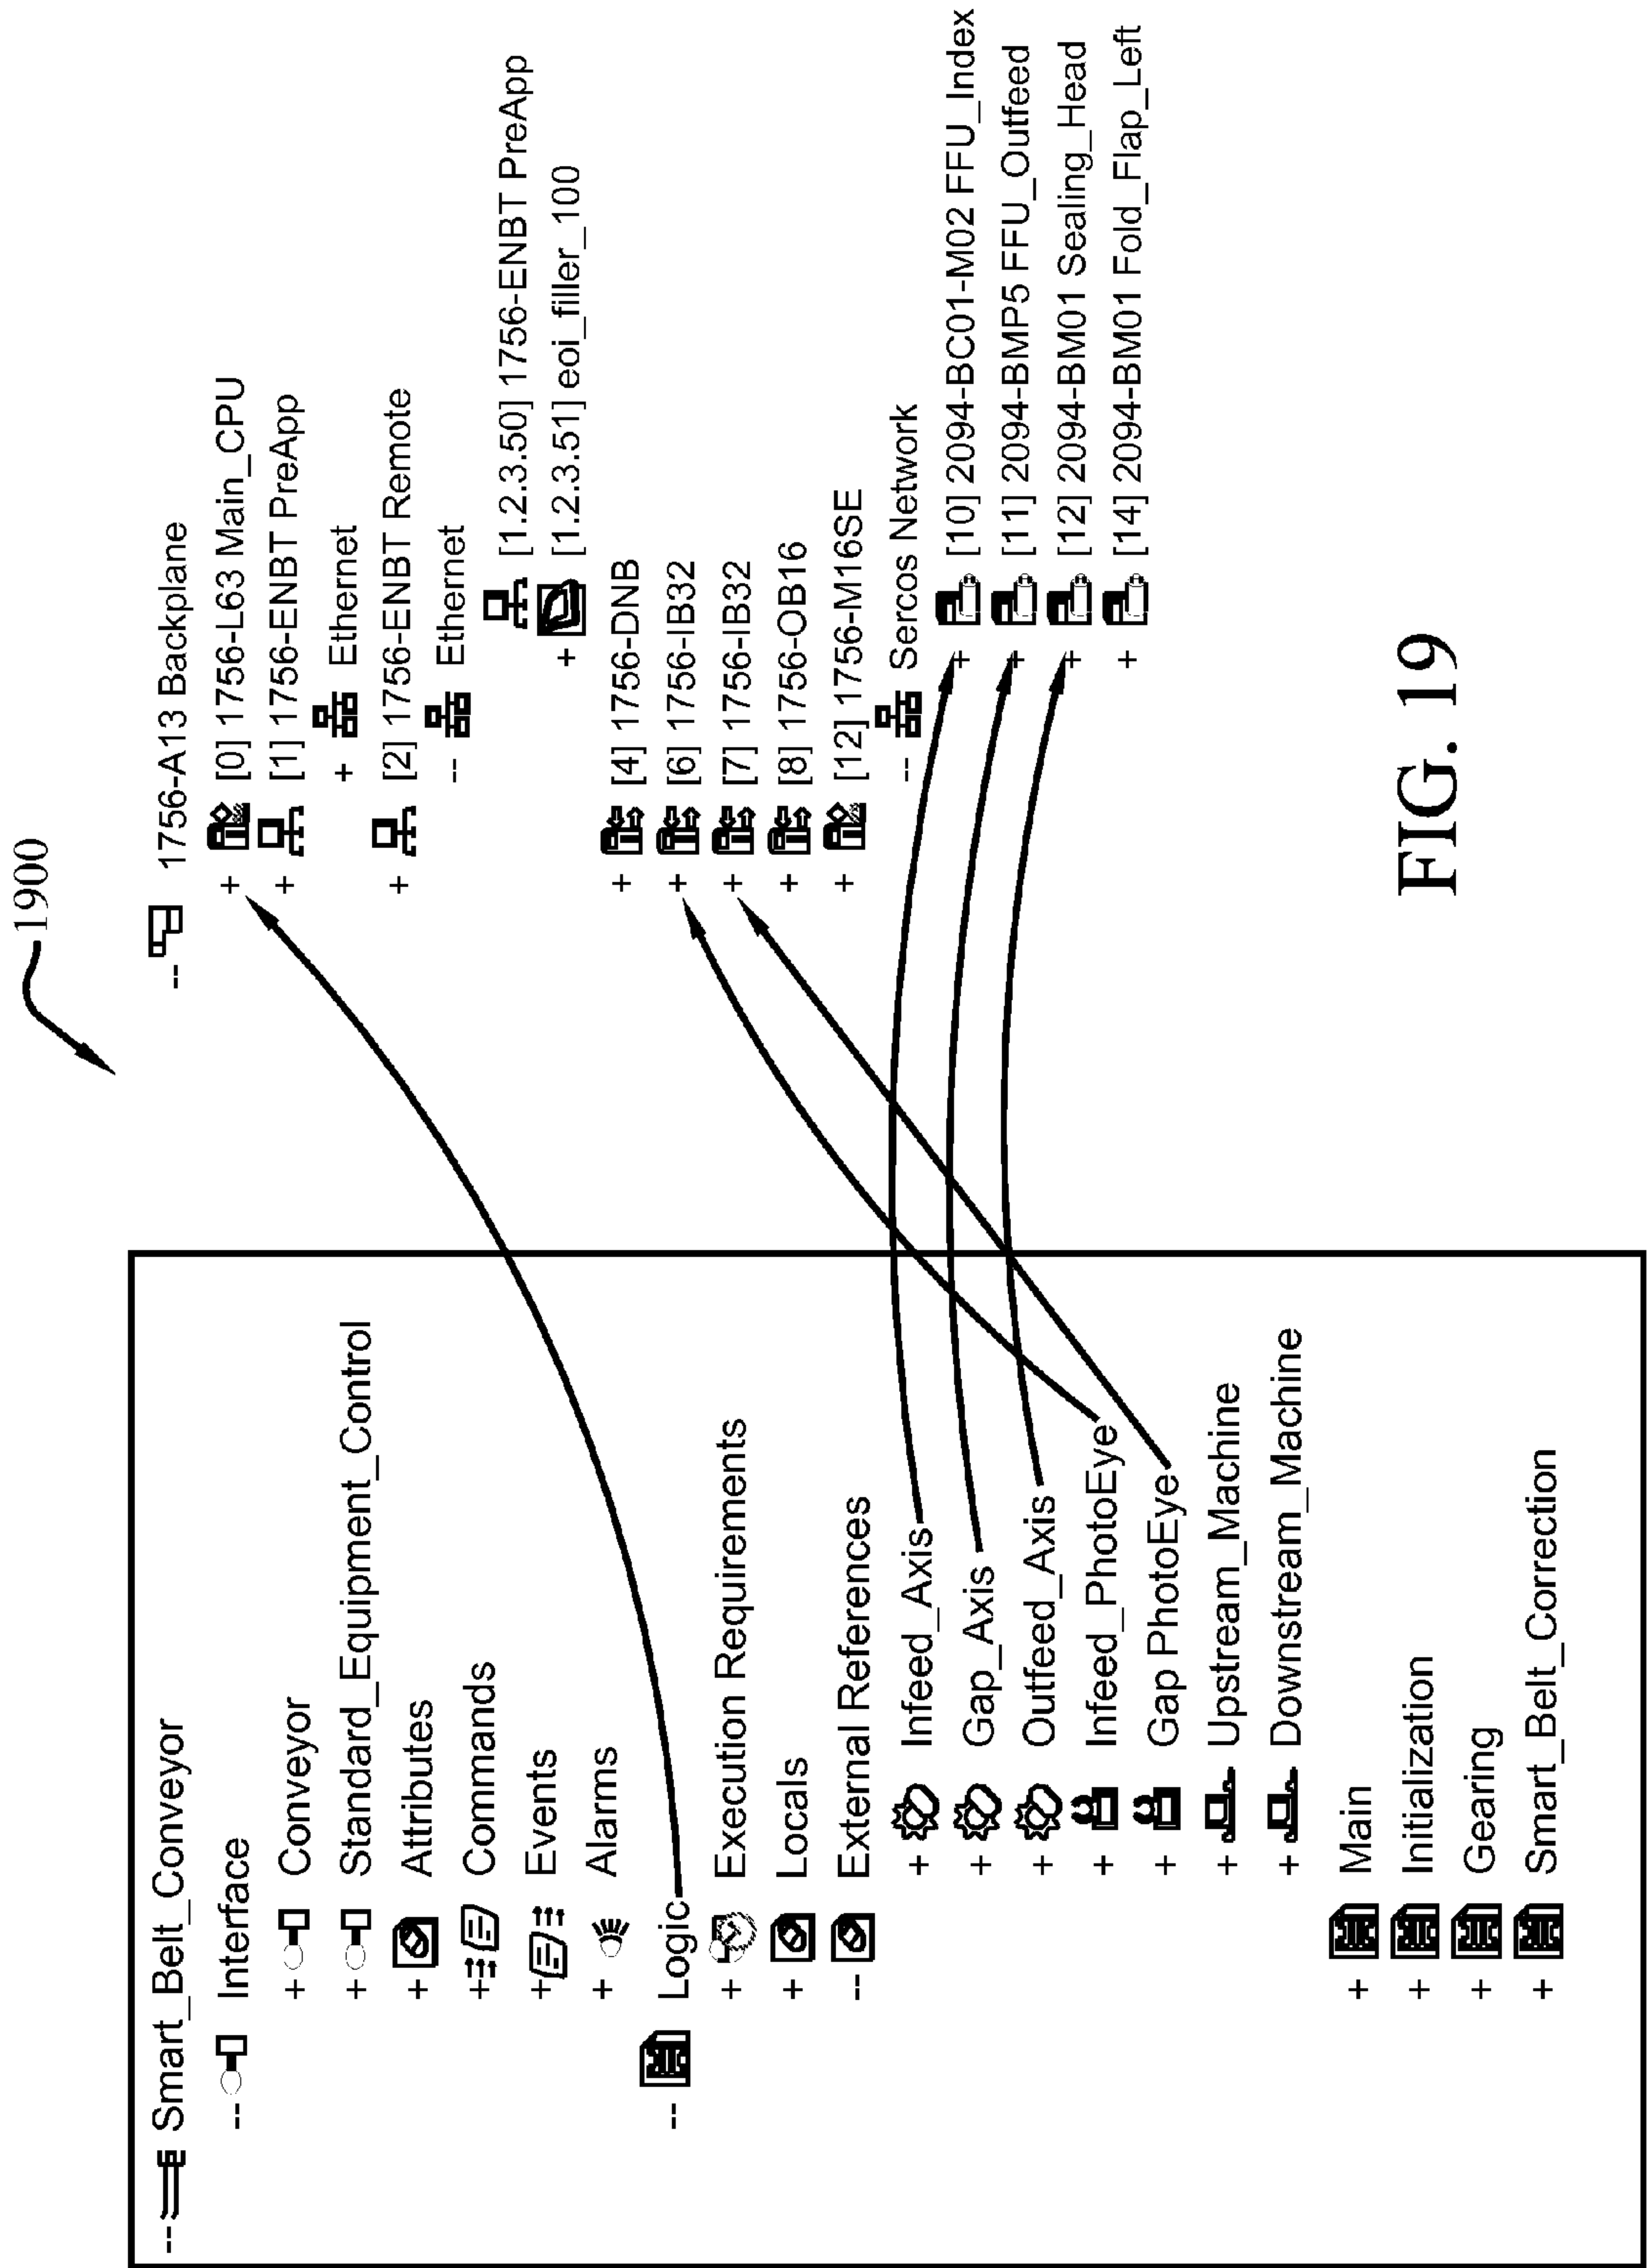 1900
Smart_Belt_Conveyor
-- Interface
+ Conveyor
+ Standard_Equipment_Control
+ Attributes
+ Commands
+ Events
+ Alarms
-- Logic
+ Execution Requirements
+ Locals
-- External References
+ Infeed_Axis
+ Gap_Axis
+ Outfeed_Axis
+ Infeed_PhotoEye
+ Gap PhotoEye
+ Upstream_Machine
+ Downstream_Machine
+ Main
+ Initialization
+ Gearing
+ Smart_Belt_Correction
-- 1756-A13 Backplane
+ [0] 1756-L63 Main_CPU
+ [1] 1756-ENBT PreApp
+ Ethernet
+ [2] 1756-ENBT Remote
-- Ethernet
[1.2.3.50] 1756-ENBT PreApp
+ [1.2.3.51] eoi_filler_100
+ [4] 1756-DNB
+ [6] 1756-IB32
+ [7] 1756-IB32
+ [8] 1756-OB16
+ [12] 1756-M16SE
-- Sercos Network
+ [10] 2094-BC01-M02 FFU_Index
+ [11] 2094-BMP5 FFU_Outfeed
+ [12] 2094-BM01 Sealing_Head
+ [14] 2094-BM01 Fold_Flap_Left
FIG. 19